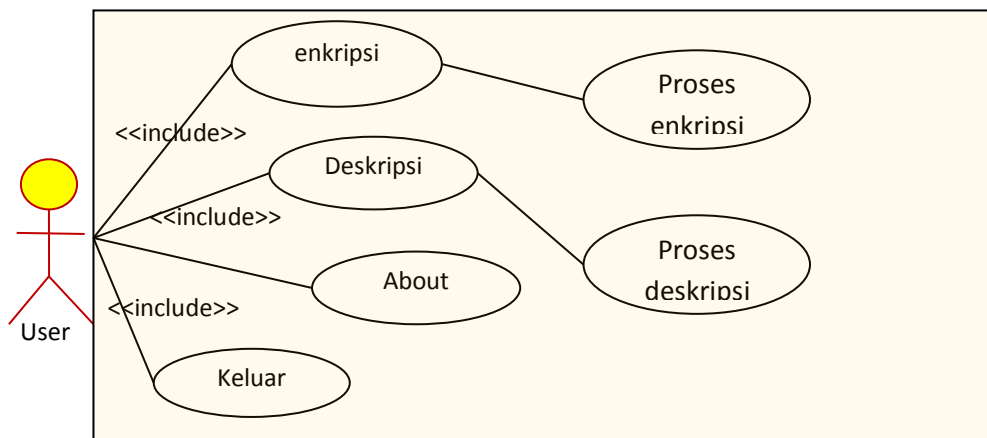 enkripsi
Proses
enkripsi
<<include>>
Deskripsi
<<include>>
Proses
deskripsi
About
<<include>>
User
Keluar